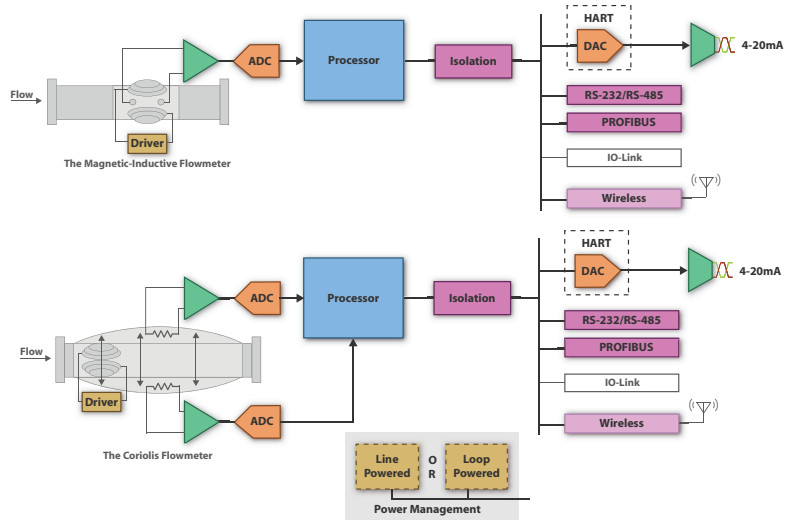 HART
ADC
Processor
Isolation
DAC
4-20mA
Flow
RS-232/RS-485
PROFIBUS
Driver
IO-Link
The Magnetic-Inductive Flowmeter
Wireless
HART
ADC
Processor
Isolation
DAC
4-20mA
RS-232/RS-485
Flow
PROFIBUS
IO-Link
Driver
ADC
Wireless
The Coriolis Flowmeter
Line
Powered
O
R
Loop
Powered
Power Management